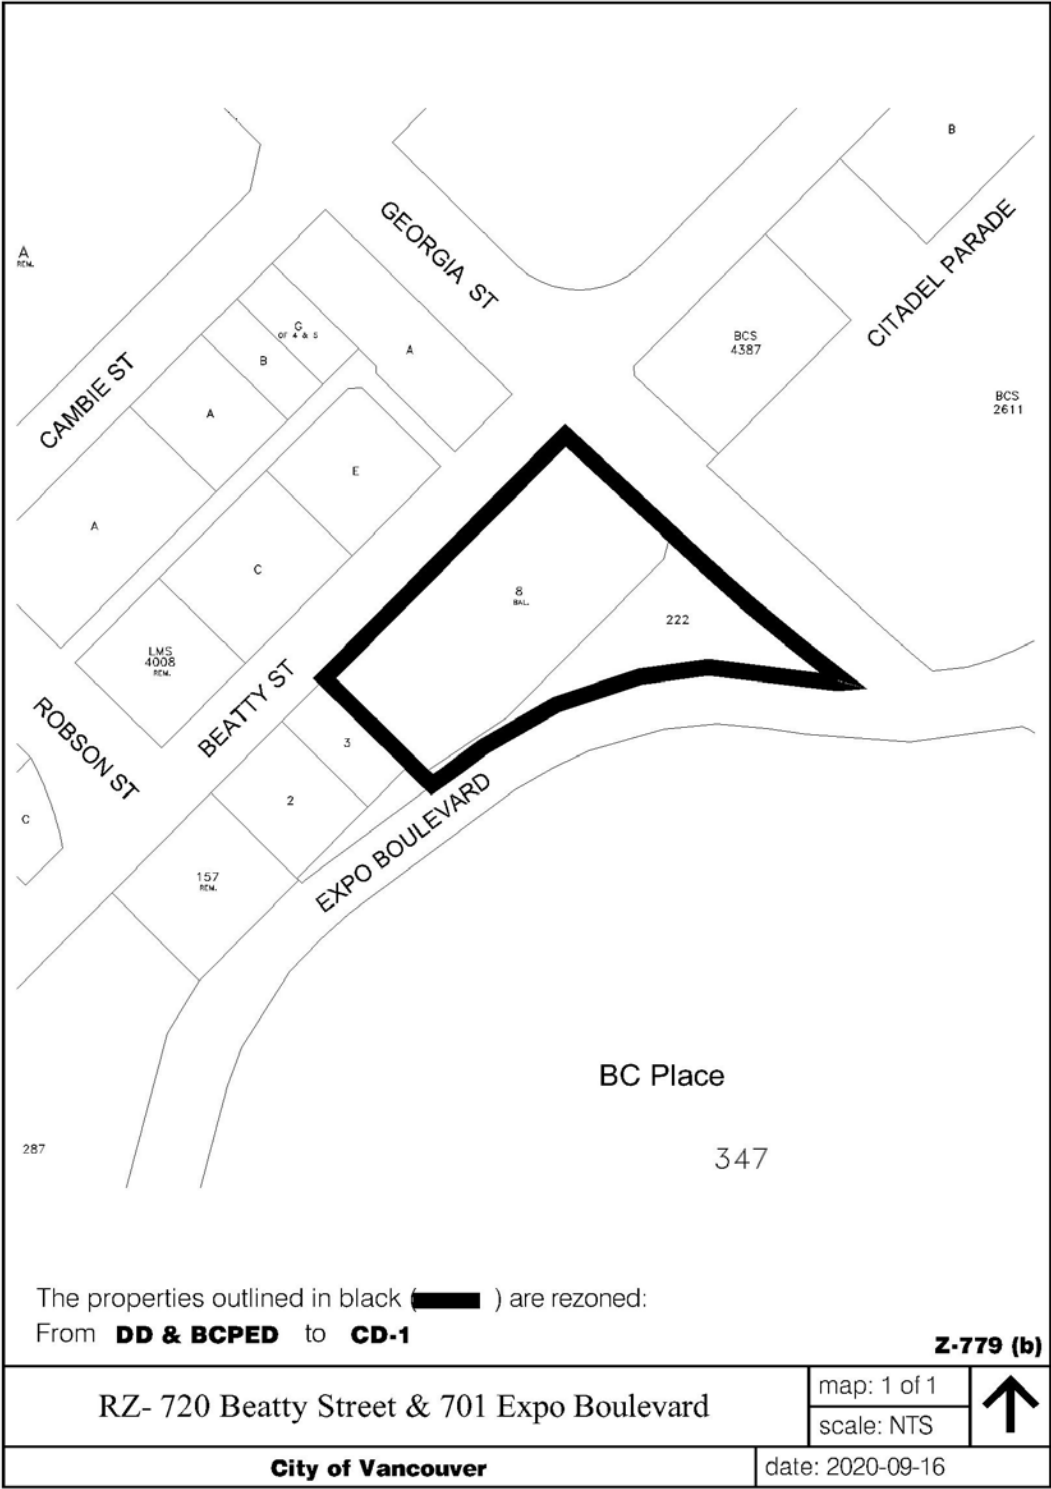 B
GEORGIA ST
CITADEL PARADE
A
REM.
G
OF 4 & 5
A
B
BCS
4387
CAMBIE ST
A
BCS
2611
E
A
C
8
BAL.
222
LMS
4008
REM.
BEATTY ST
ROBSON ST
3
2
C
EXPO BOULEVARD
157
REM.
BC Place
287
347
The properties outlined in black ( ) are rezoned:
From DD & BCPED to CD-1
Z-779 (b)
RZ- 720 Beatty Street & 701 Expo Boulevard
map: 1 of 1
scale: NTS
City of Vancouver
date: 2020-09-16